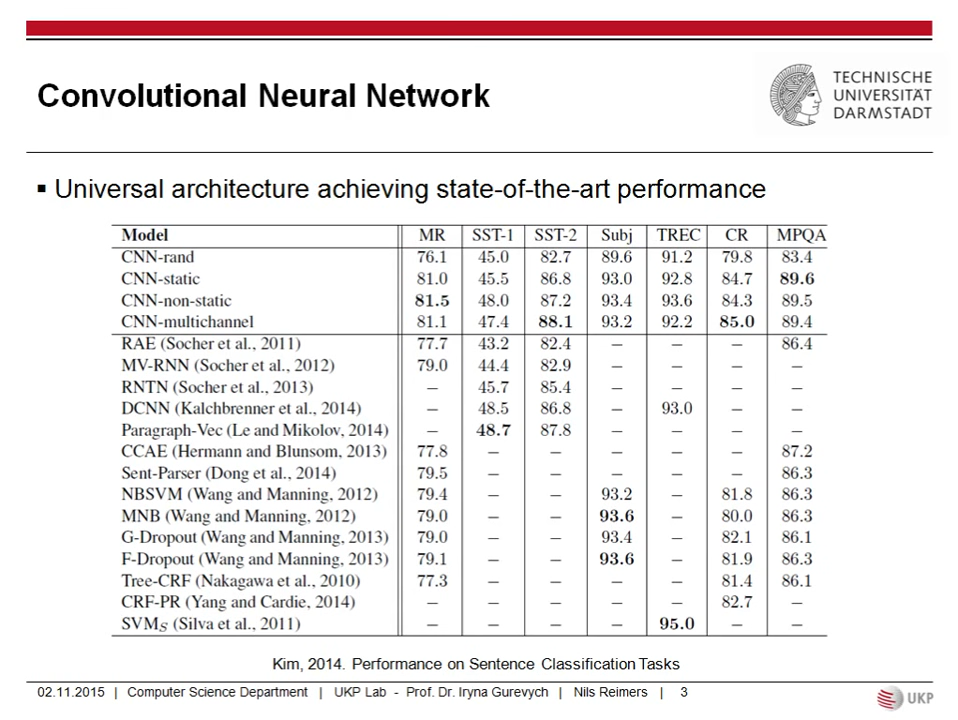 Convolutional Neural Network
TECHNISCHE
UNIVERSITÄT
DARMSTADT
▪ Universal architecture achieving state-of-the-art performance
Model MR SST-1 SST-2 Subj TREC CR MPQA
CNN-rand 76.1 45.0 82.7 89.6 91.2 79.8 83.4
CNN-static 81.0 45.5 86.8 93.0 92.8 84.7 89.6
CNN-non-static 81.5 48.0 87.2 93.4 93.6 84.3 89.5
CNN-multichannel 81.1 47.4 88.1 93.2 92.2 85.0 89.4
RAE (Socher et al., 2011) 77.7 43.2 82.4 – – – 86.4
MV-RNN (Socher et al., 2012) 79.0 44.4 82.9 – – – –
RNTN (Socher et al., 2013) – 45.7 85.4 – – – –
DCNN (Kalchbrenner et al., 2014) – 48.5 86.8 – 93.0 – –
Paragraph-Vec (Le and Mikolov, 2014) – 48.7 87.8 – – – –
CCAE (Hermann and Blunsom, 2013) 77.8 – – – – – 87.2
Sent-Parser (Dong et al., 2014) 79.5 – – – – – 86.3
NBSVM (Wang and Manning, 2012) 79.4 – – 93.2 – 81.8 86.3
MNB (Wang and Manning, 2012) 79.0 – – 93.6 – 80.0 86.3
G-Dropout (Wang and Manning, 2013) 79.0 – – 93.4 – 82.1 86.1
F-Dropout (Wang and Manning, 2013) 79.1 – – 93.6 – 81.9 86.3
Tree-CRF (Nakagawa et al., 2010) 77.3 – – – – 81.4 86.1
CRF-PR (Yang and Cardie, 2014) – – – – – 82.7 –
SVMS (Silva et al., 2011) – – – – 95.0 – –
Kim, 2014. Performance on Sentence Classification Tasks
02.11.2015 | Computer Science Department | UKP Lab - Prof. Dr. Iryna Gurevych | Nils Reimers | 3
UKP